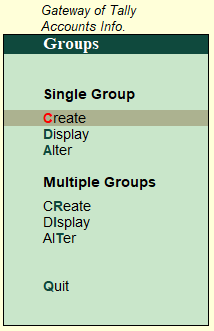 Gateway of Tally
Accounts Info.
Groups
Single Group
Create
Display
Alter
Multiple Groups
CReate
DIsplay
AlTer
Quit